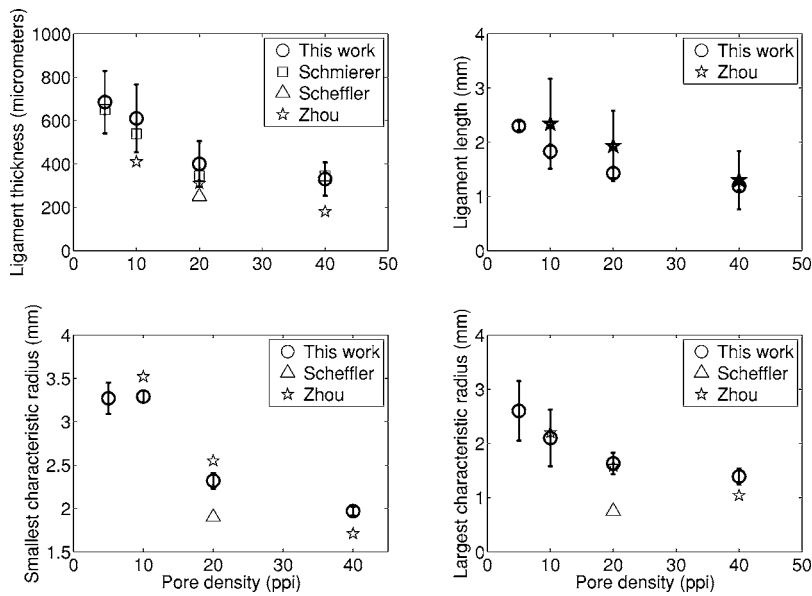 Ligament thickness (micrometers)
1000
800
600
400
200
0
0 10 20 30 40 50
This work
Schmierer
Scheffler
Zhou
Ligament length (mm)
4
3
2
1
0
0 10 20 30 40 50
This work
Zhou
Smallest characteristic radius (mm)
4
3.5
3
2.5
2
1.5
0 10 20 30 40
Pore density (ppi)
This work
Scheffler
Zhou
Largest characteristic radius (mm)
4
3
2
1
0
0 10 20 30 40 50
Pore density (ppi)
This work
Scheffler
Zhou